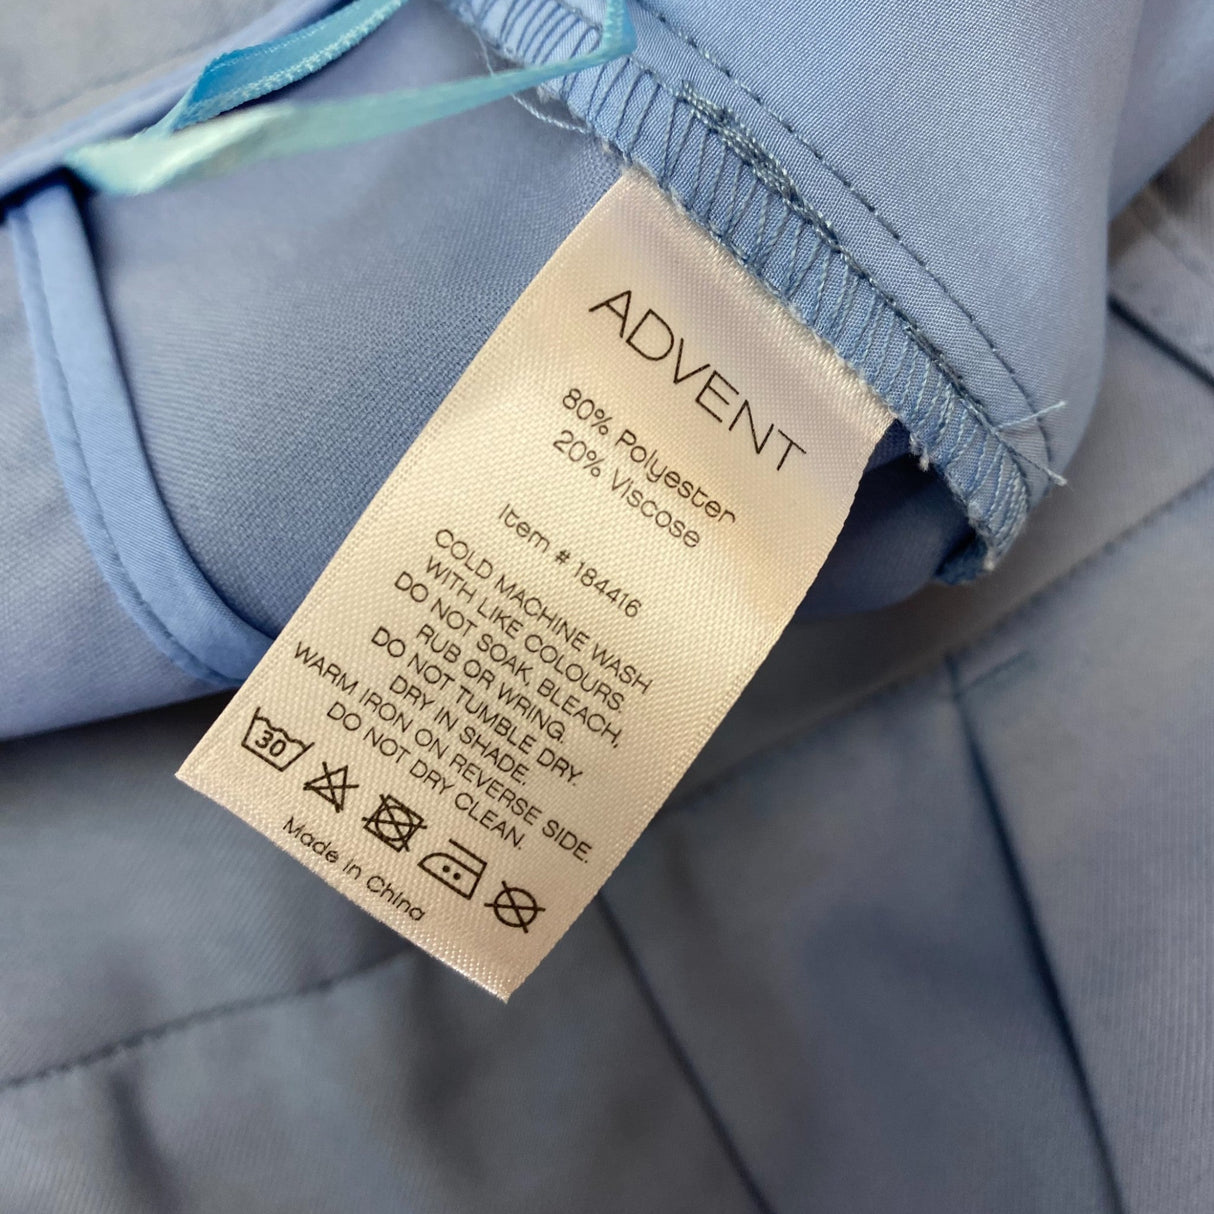 ADVENT
80% Polyester
20% Viscose
Item # 184416
COLD MACHINE WASH
WITH LIKE COLOURS.
DO NOT SOAK, BLEACH,
RUB OR WRING.
DO NOT TUMBLE DRY.
DRY IN SHADE.
WARM IRON ON REVERSE SIDE.
DO NOT DRY CLEAN.
30
Made in China